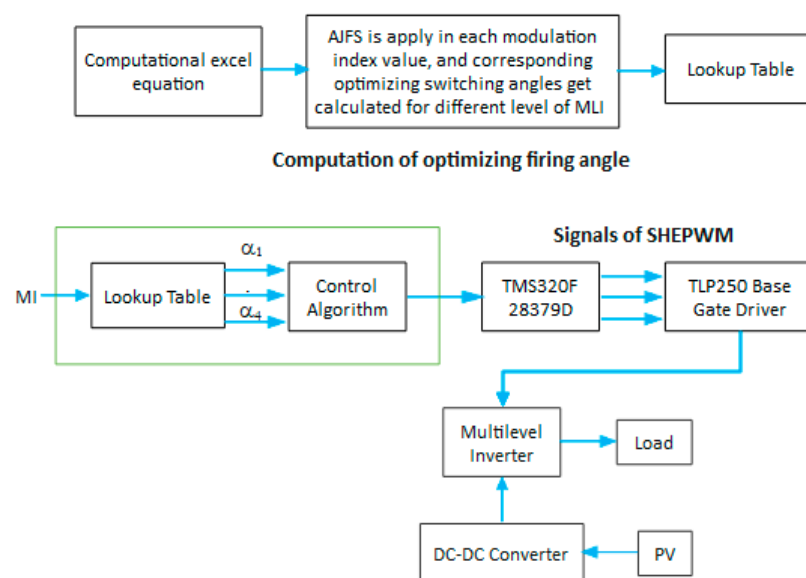 Computational excel
equation
AJFS is apply in each modulation
index value, and corresponding
optimizing switching angles get
calculated for different level of MLI
Lookup Table
Computation of optimizing firing angle
Signals of SHEPWM
MI
Lookup Table
α1
.
α4
Control
Algorithm
TMS320F
28379D
TLP250 Base
Gate Driver
Multilevel
Inverter
Load
DC-DC Converter
PV